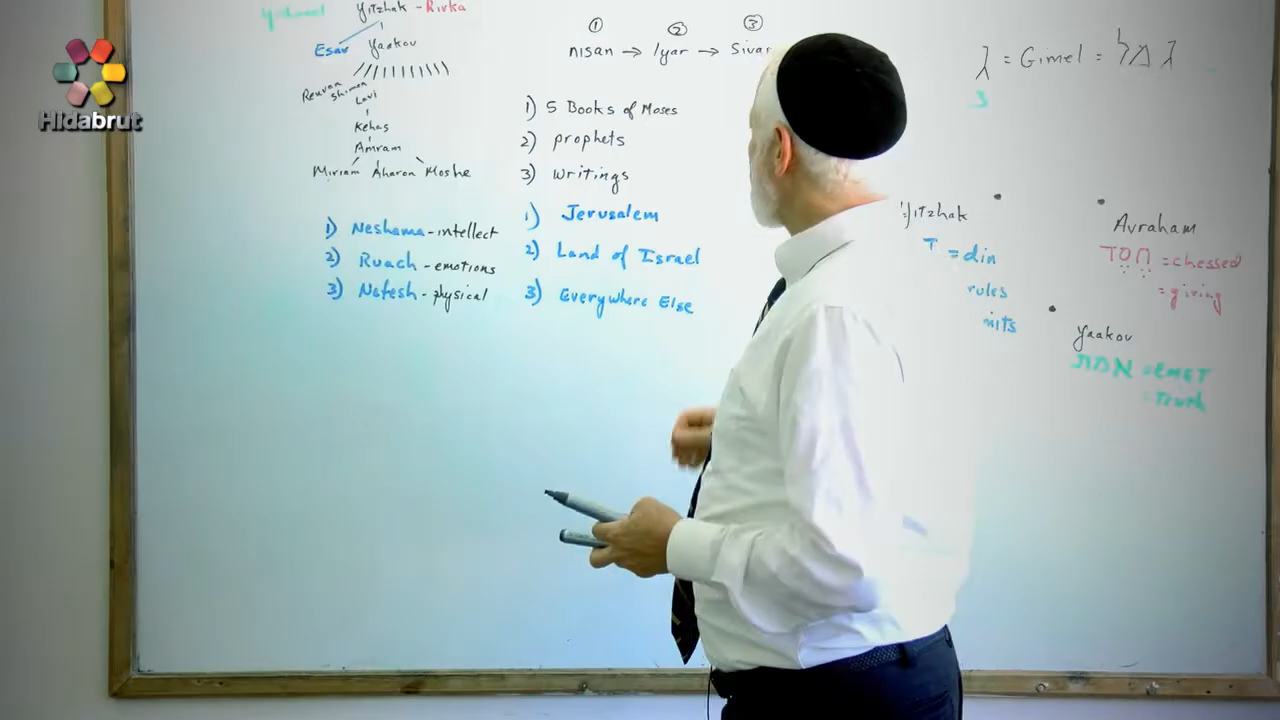 Hidabrut
Yitzhak - Rivka
Esav Yaakov
Reuven
Shimon
Levi
Kehas
Amram
Miriam Aharon Moshe
1) Neshama - intellect
2) Ruach - emotions
3) Nefesh - physical
① ② ③
nisan → Iyar → Sivan
1) 5 Books of Moses
2) prophets
3) writings
1) Jerusalem
2) Land of Israel
3) Everywhere Else
ג = Gimel = גמל
3
Yitzhak
= din
rules
Avraham
= chessed
= giving
Yaakov
אמת = EMET
= Truth